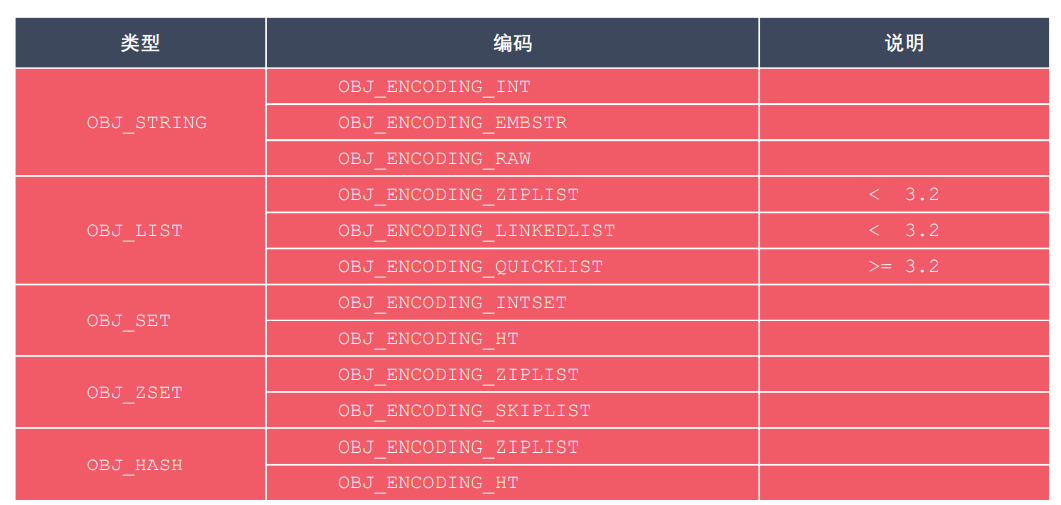 类型 编码 说明
OBJ_STRING
OBJ_ENCODING_INT
OBJ_ENCODING_EMBSTR
OBJ_ENCODING_RAW
OBJ_LIST
OBJ_ENCODING_ZIPLIST < 3.2
OBJ_ENCODING_LINKEDLIST < 3.2
OBJ_ENCODING_QUICKLIST >= 3.2
OBJ_SET
OBJ_ENCODING_INTSET
OBJ_ENCODING_HT
OBJ_ZSET
OBJ_ENCODING_ZIPLIST
OBJ_ENCODING_SKIPLIST
OBJ_HASH
OBJ_ENCODING_ZIPLIST
OBJ_ENCODING_HT